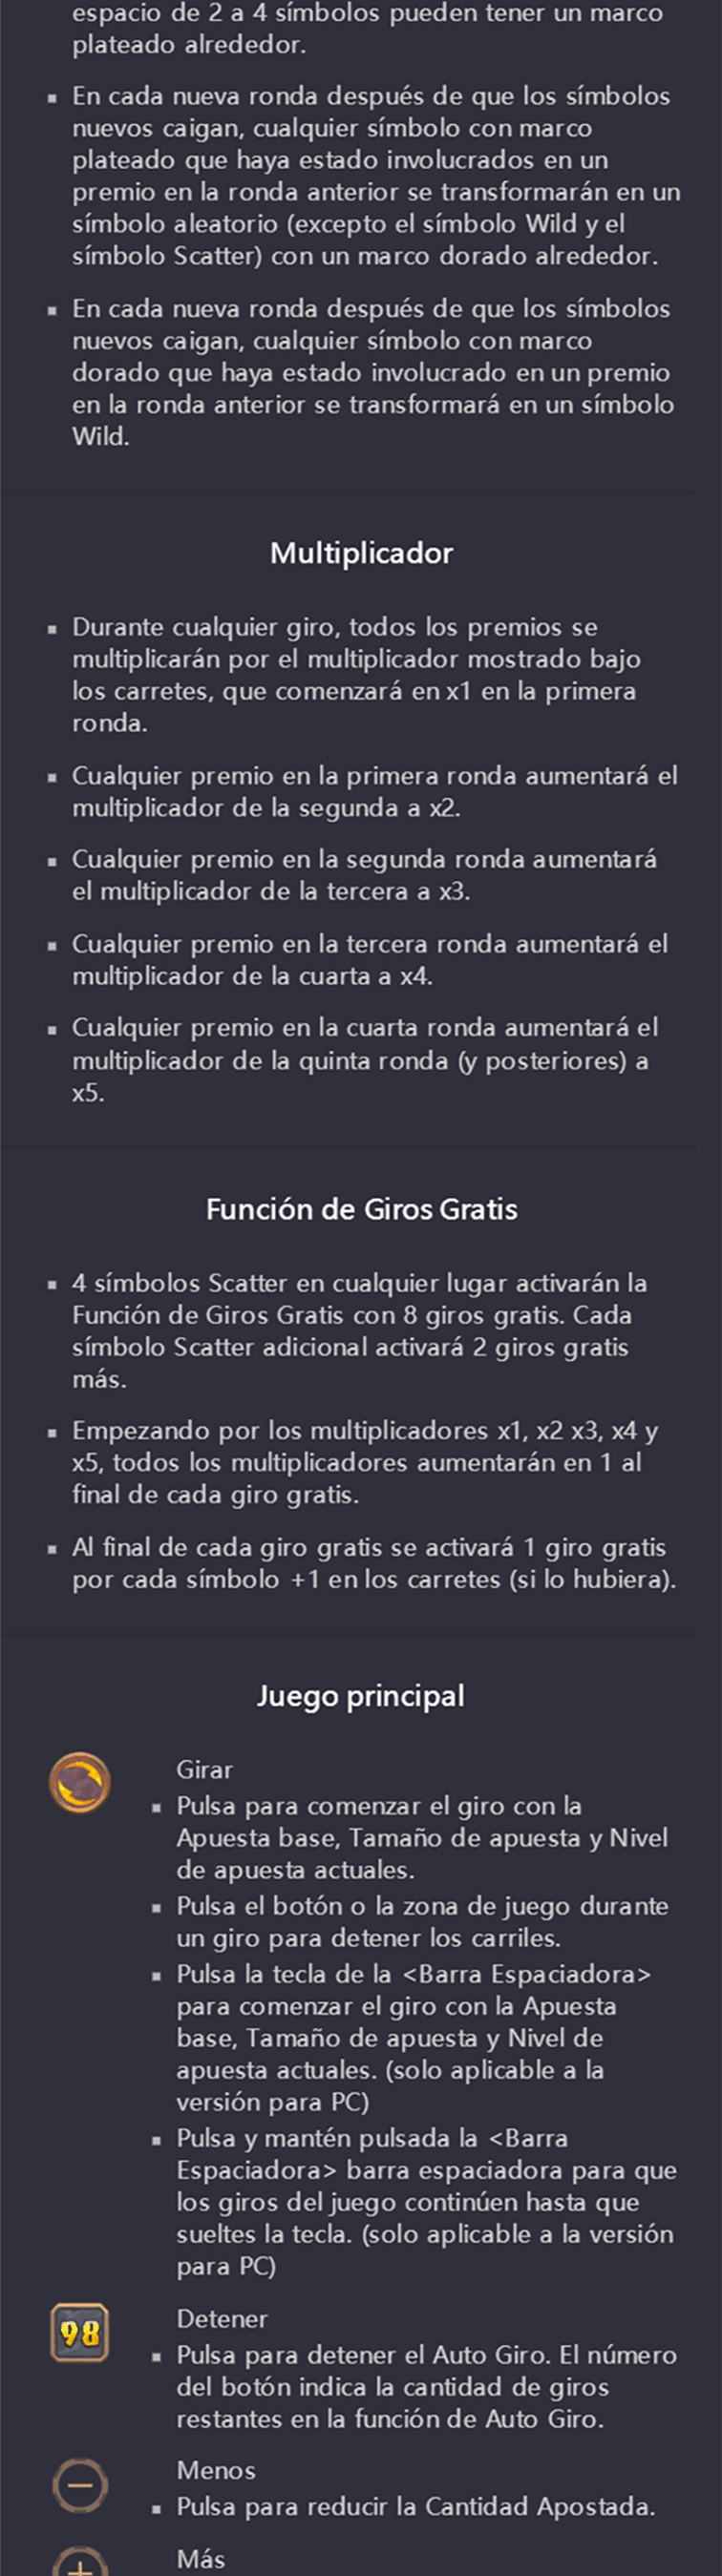 espacio de 2 a 4 símbolos pueden tener un marco
plateado alrededor.
▪ En cada nueva ronda después de que los símbolos
nuevos caigan, cualquier símbolo con marco
plateado que haya estado involucrados en un
premio en la ronda anterior se transformarán en un
símbolo aleatorio (excepto el símbolo Wild y el
símbolo Scatter) con un marco dorado alrededor.
▪ En cada nueva ronda después de que los símbolos
nuevos caigan, cualquier símbolo con marco
dorado que haya estado involucrado en un premio
en la ronda anterior se transformará en un símbolo
Wild.
Multiplicador
▪ Durante cualquier giro, todos los premios se
multiplicarán por el multiplicador mostrado bajo
los carretes, que comenzará en x1 en la primera
ronda.
▪ Cualquier premio en la primera ronda aumentará el
multiplicador de la segunda a x2.
▪ Cualquier premio en la segunda ronda aumentará
el multiplicador de la tercera a x3.
▪ Cualquier premio en la tercera ronda aumentará el
multiplicador de la cuarta a x4.
▪ Cualquier premio en la cuarta ronda aumentará el
multiplicador de la quinta ronda (y posteriores) a
x5.
Función de Giros Gratis
▪ 4 símbolos Scatter en cualquier lugar activarán la
Función de Giros Gratis con 8 giros gratis. Cada
símbolo Scatter adicional activará 2 giros gratis
más.
▪ Empezando por los multiplicadores x1, x2 x3, x4 y
x5, todos los multiplicadores aumentarán en 1 al
final de cada giro gratis.
▪ Al final de cada giro gratis se activará 1 giro gratis
por cada símbolo +1 en los carretes (si lo hubiera).
Juego principal
Girar
▪ Pulsa para comenzar el giro con la
Apuesta base, Tamaño de apuesta y Nivel
de apuesta actuales.
▪ Pulsa el botón o la zona de juego durante
un giro para detener los carriles.
▪ Pulsa la tecla de la <Barra Espaciadora>
para comenzar el giro con la Apuesta
base, Tamaño de apuesta y Nivel de
apuesta actuales. (solo aplicable a la
versión para PC)
▪ Pulsa y mantén pulsada la <Barra
Espaciadora> barra espaciadora para que
los giros del juego continúen hasta que
sueltes la tecla. (solo aplicable a la versión
para PC)
98
Detener
▪ Pulsa para detener el Auto Giro. El número
del botón indica la cantidad de giros
restantes en la función de Auto Giro.
Menos
▪ Pulsa para reducir la Cantidad Apostada.
Más